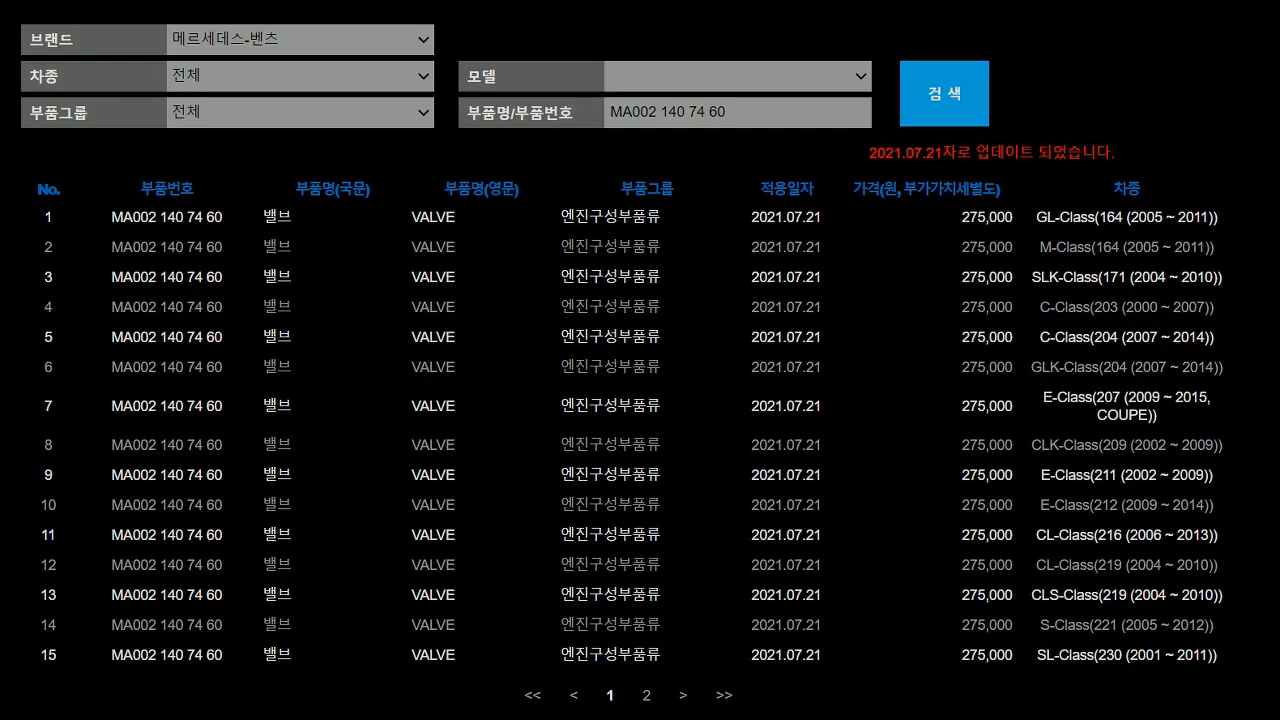 브랜드 메르세데스-벤츠
차종 전체 모델
검 색
부품그룹 전체 부품명/부품번호 MA002 140 74 60
2021.07.21자로 업데이트 되었습니다.
No. 부품번호 부품명(국문) 부품명(영문) 부품그룹 적용일자 가격(원, 부가가치세별도) 차종
1 MA002 140 74 60 밸브 VALVE 엔진구성부품류 2021.07.21 275,000 GL-Class(164 (2005 ~ 2011))
2 MA002 140 74 60 밸브 VALVE 엔진구성부품류 2021.07.21 275,000 M-Class(164 (2005 ~ 2011))
3 MA002 140 74 60 밸브 VALVE 엔진구성부품류 2021.07.21 275,000 SLK-Class(171 (2004 ~ 2010))
4 MA002 140 74 60 밸브 VALVE 엔진구성부품류 2021.07.21 275,000 C-Class(203 (2000 ~ 2007))
5 MA002 140 74 60 밸브 VALVE 엔진구성부품류 2021.07.21 275,000 C-Class(204 (2007 ~ 2014))
6 MA002 140 74 60 밸브 VALVE 엔진구성부품류 2021.07.21 275,000 GLK-Class(204 (2007 ~ 2014))
7 MA002 140 74 60 밸브 VALVE 엔진구성부품류 2021.07.21 275,000 E-Class(207 (2009 ~ 2015,
COUPE))
8 MA002 140 74 60 밸브 VALVE 엔진구성부품류 2021.07.21 275,000 CLK-Class(209 (2002 ~ 2009))
9 MA002 140 74 60 밸브 VALVE 엔진구성부품류 2021.07.21 275,000 E-Class(211 (2002 ~ 2009))
10 MA002 140 74 60 밸브 VALVE 엔진구성부품류 2021.07.21 275,000 E-Class(212 (2009 ~ 2014))
11 MA002 140 74 60 밸브 VALVE 엔진구성부품류 2021.07.21 275,000 CL-Class(216 (2006 ~ 2013))
12 MA002 140 74 60 밸브 VALVE 엔진구성부품류 2021.07.21 275,000 CL-Class(219 (2004 ~ 2010))
13 MA002 140 74 60 밸브 VALVE 엔진구성부품류 2021.07.21 275,000 CLS-Class(219 (2004 ~ 2010))
14 MA002 140 74 60 밸브 VALVE 엔진구성부품류 2021.07.21 275,000 S-Class(221 (2005 ~ 2012))
15 MA002 140 74 60 밸브 VALVE 엔진구성부품류 2021.07.21 275,000 SL-Class(230 (2001 ~ 2011))
<< < 1 2 > >>